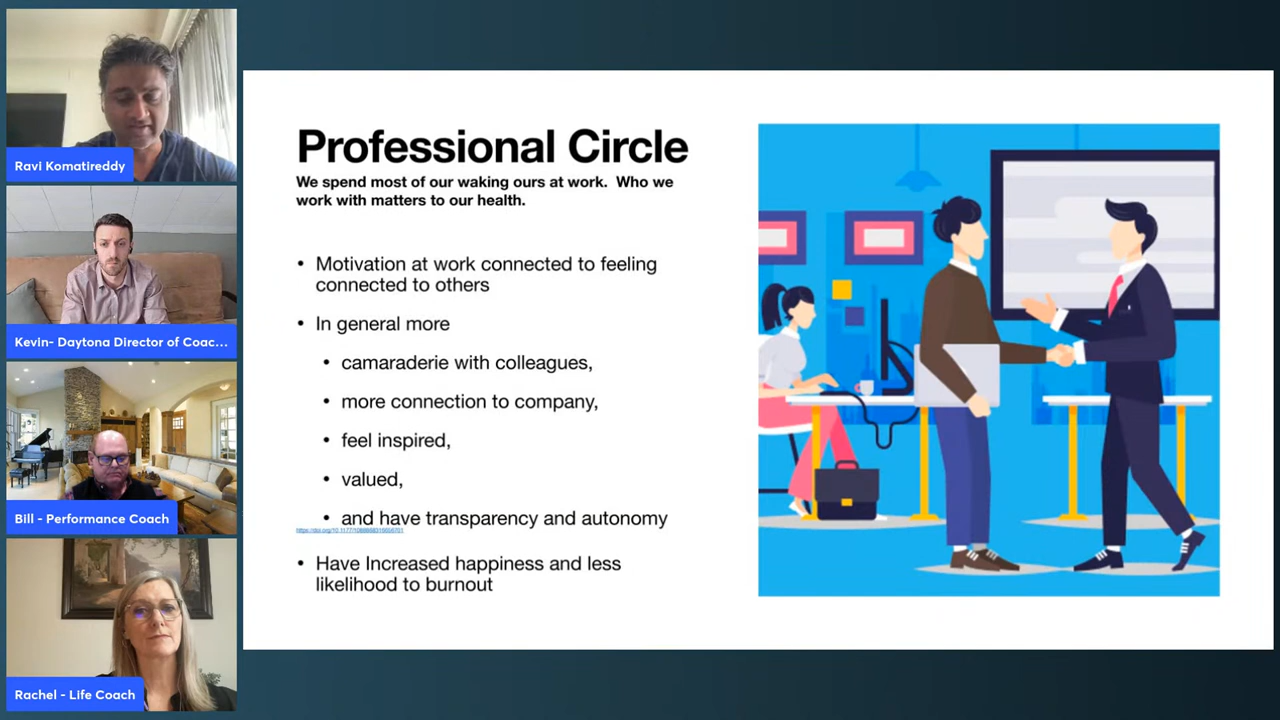 Ravi Komatireddy
Kevin- Daytona Director of Coac...
Bill - Performance Coach
Rachel - Life Coach
Professional Circle
We spend most of our waking ours at work. Who we
work with matters to our health.
• Motivation at work connected to feeling
connected to others
• In general more
• camaraderie with colleagues,
• more connection to company,
• feel inspired,
• valued,
• and have transparency and autonomy
• Have Increased happiness and less
likelihood to burnout